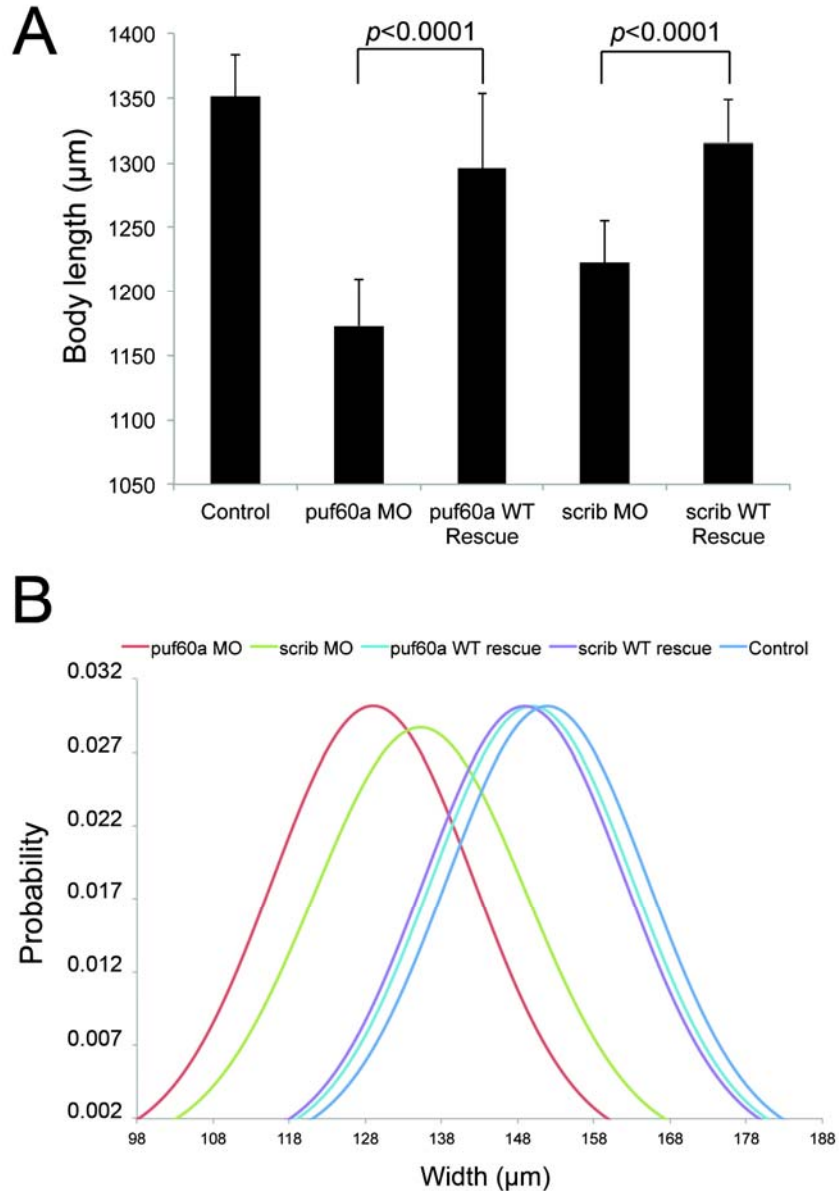 A
p<0.0001
p<0.0001
Body length (µm)
1400
1350
1300
1250
1200
1150
1100
1050
Control
puf60a MO
puf60a WT
Rescue
scrib MO
scrib WT
Rescue
B
puf60a MO
scrib MO
puf60a WT rescue
scrib WT rescue
Control
Probability
0.032
0.027
0.022
0.017
0.012
0.007
0.002
98
108
118
128
138
148
158
168
178
188
Width (µm)